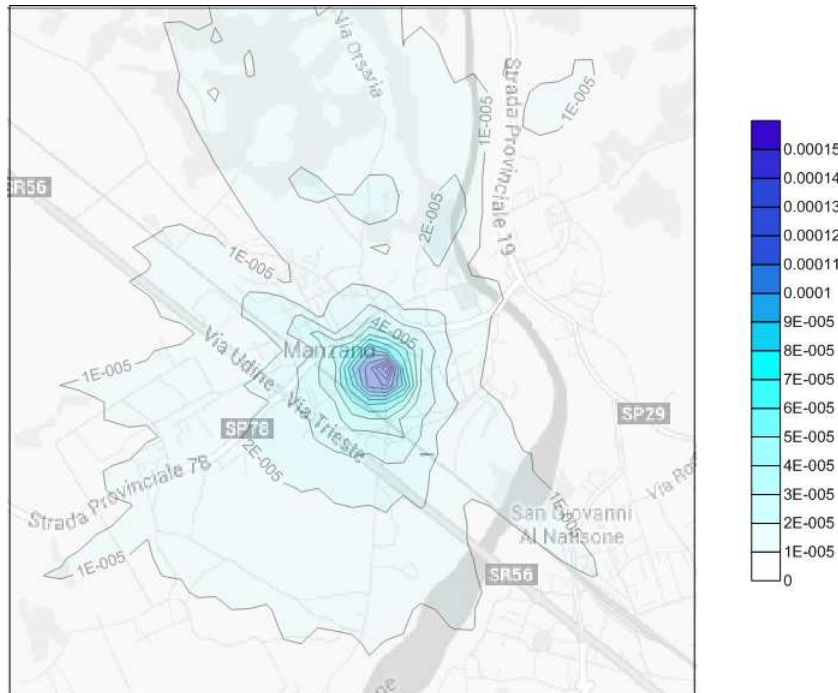 Via Orsaria
Strada Provinciale 19
1E-005
1E-005
SR56
2E-005
1E-005
4E-005
Manzano
Via Udine - Via Trieste
1E-005
SP78
SP29
2E-005
Strada Provinciale 78
1E-005
San Giovanni
Al Natisone
1E-005
SR56
0.00015
0.00014
0.00013
0.00012
0.00011
0.0001
9E-005
8E-005
7E-005
6E-005
5E-005
4E-005
3E-005
2E-005
1E-005
0